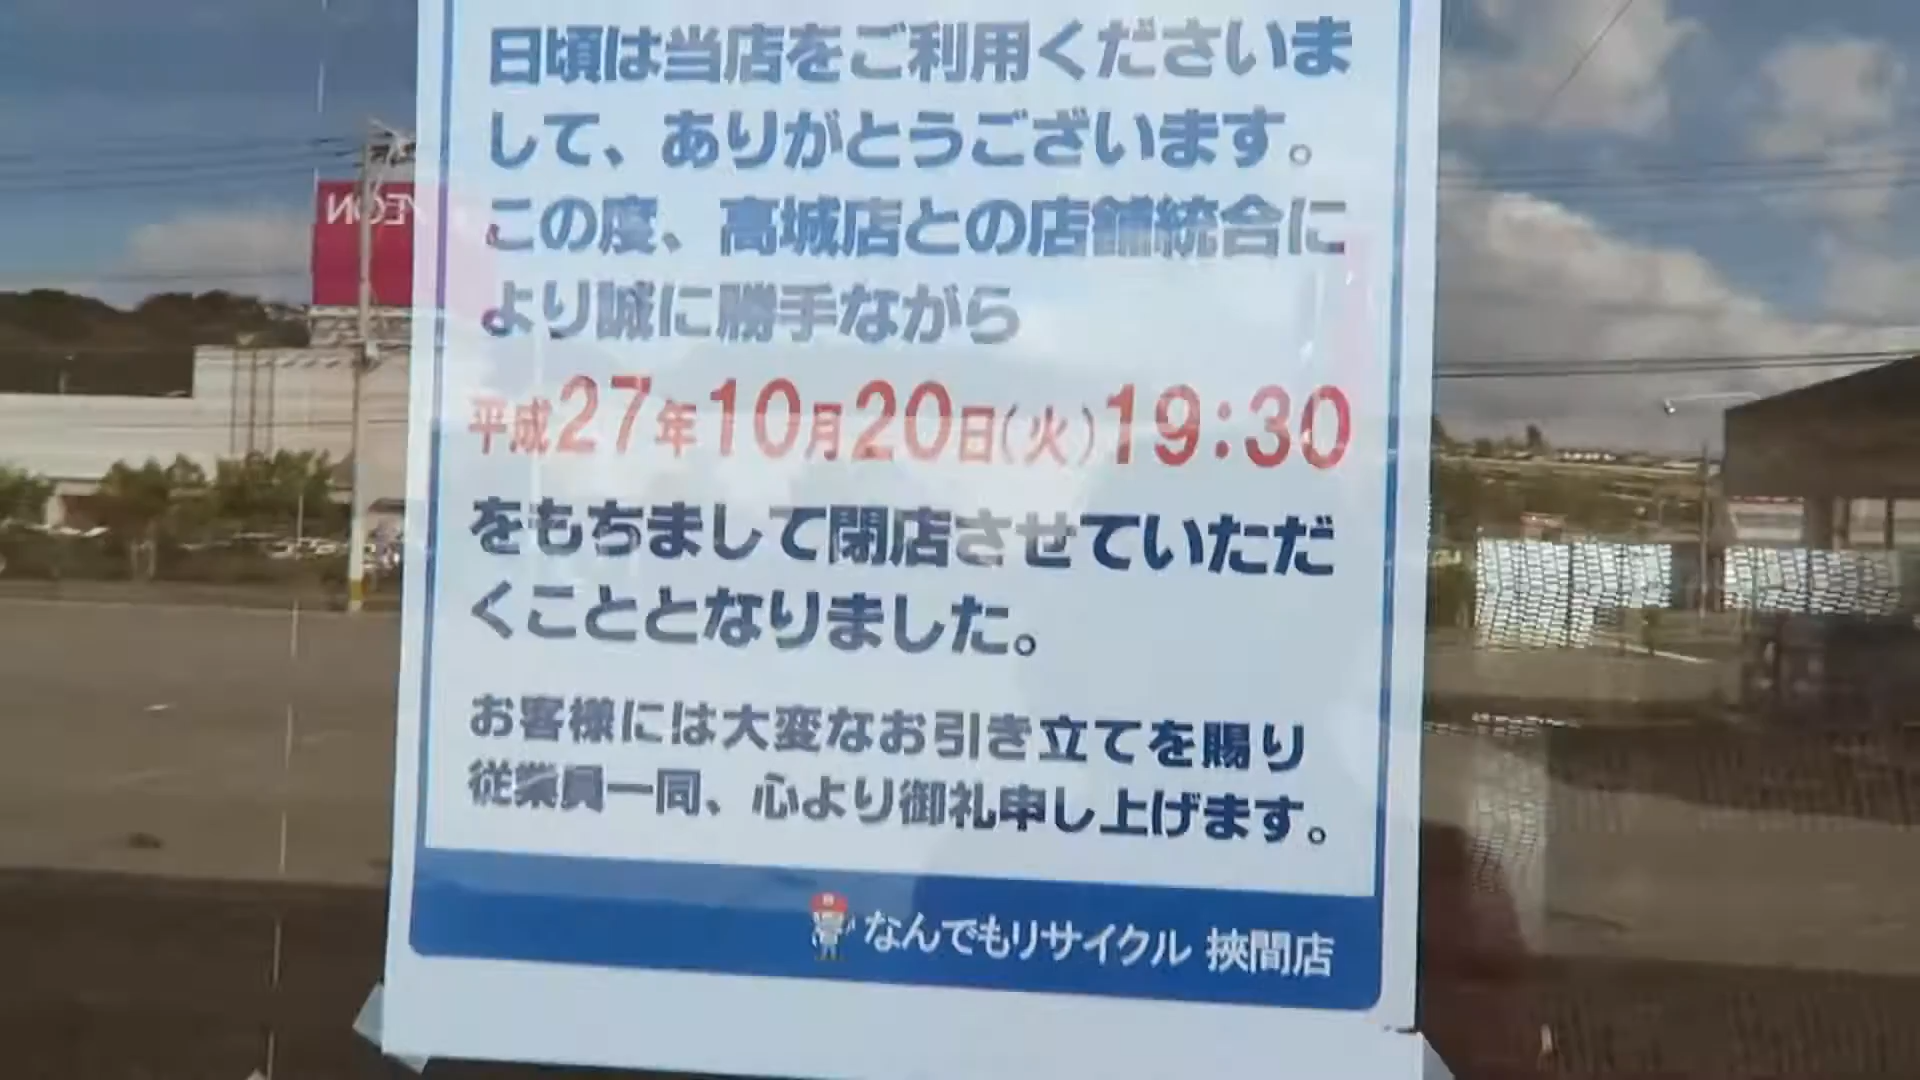 日頃は当店をご利用くださいま
して、ありがとうございます。
この度、高城店との店舗統合に
より誠に勝手ながら
平成27年10月20日(火)19:30
をもちまして閉店させていただ
くこととなりました。
お客様には大変なお引き立てを賜り
従業員一同、心より御礼申し上げます。
なんでもリサイクル 挾間店
AEON